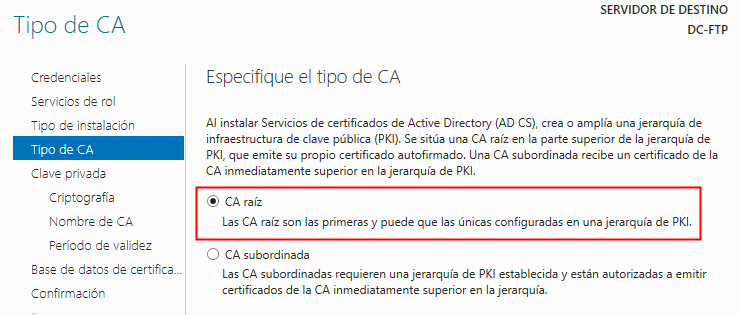 SERVIDOR DE DESTINO
DC-FTP
Tipo de CA
Credenciales
Servicios de rol
Tipo de instalación
Tipo de CA
Clave privada
Criptografía
Nombre de CA
Período de validez
Base de datos de certifica...
Confirmación
Especifique el tipo de CA
Al instalar Servicios de certificados de Active Directory (AD CS), crea o amplía una jerarquía de
infraestructura de clave pública (PKI). Se sitúa una CA raíz en la parte superior de la jerarquía de
PKI, que emite su propio certificado autofirmado. Una CA subordinada recibe un certificado de la
CA inmediatamente superior en la jerarquía de PKI.
CA raíz
Las CA raíz son las primeras y puede que las únicas configuradas en una jerarquía de PKI.
CA subordinada
Las CA subordinadas requieren una jerarquía de PKI establecida y están autorizadas a emitir
certificados de la CA inmediatamente superior en la jerarquía.